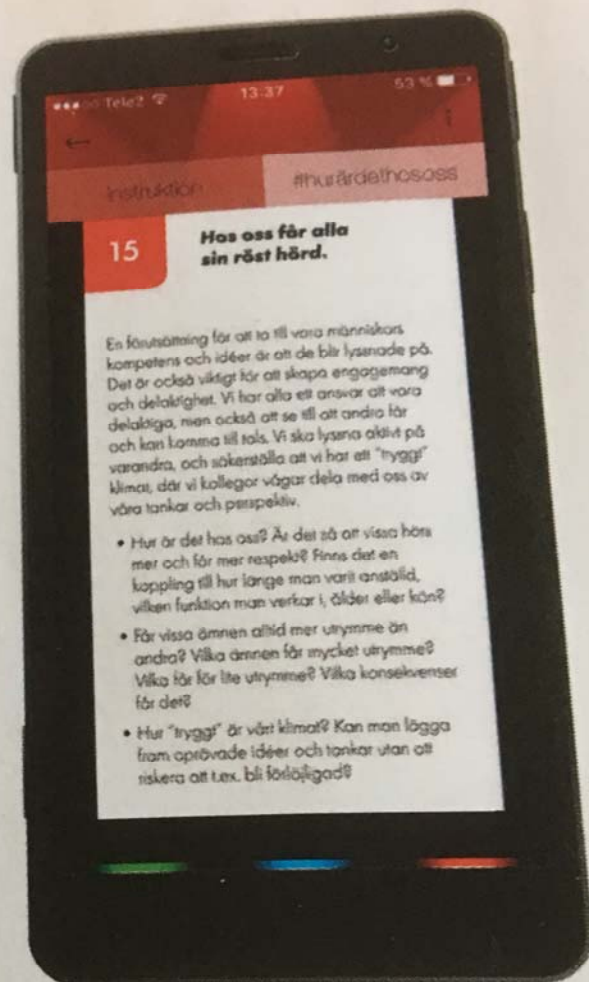 Tele2 13:37 53 %
Instruktion #hurärdethososs
15
Hos oss får alla
sin röst hörd.
En förutsättning för att ta till vara människors
kompetens och idéer är att de blir lyssnade på.
Det är också viktigt för att skapa engagemang
och delaktighet. Vi har alla ett ansvar att vara
delaktiga, men också att se till att andra får
och kan komma till tals. Vi ska lyssna aktivt på
varandra, och säkerställa att vi har ett "tryggt"
klimat, där vi kollegor vågar dela med oss av
våra tankar och perspektiv.
• Hur är det hos oss? Är det så att vissa hörs
mer och får mer respekt? Finns det en
koppling till hur länge man varit anställd,
vilken funktion man verkar i, ålder eller kön?
• Får vissa ämnen alltid mer utrymme än
andra? Vilka ämnen får mycket utrymme?
Vilka får för lite utrymme? Vilka konsekvenser
får det?
• Hur "tryggt" är vårt klimat? Kan man lägga
fram oprövade idéer och tankar utan att
riskera att t.ex. bli förlöjligad?